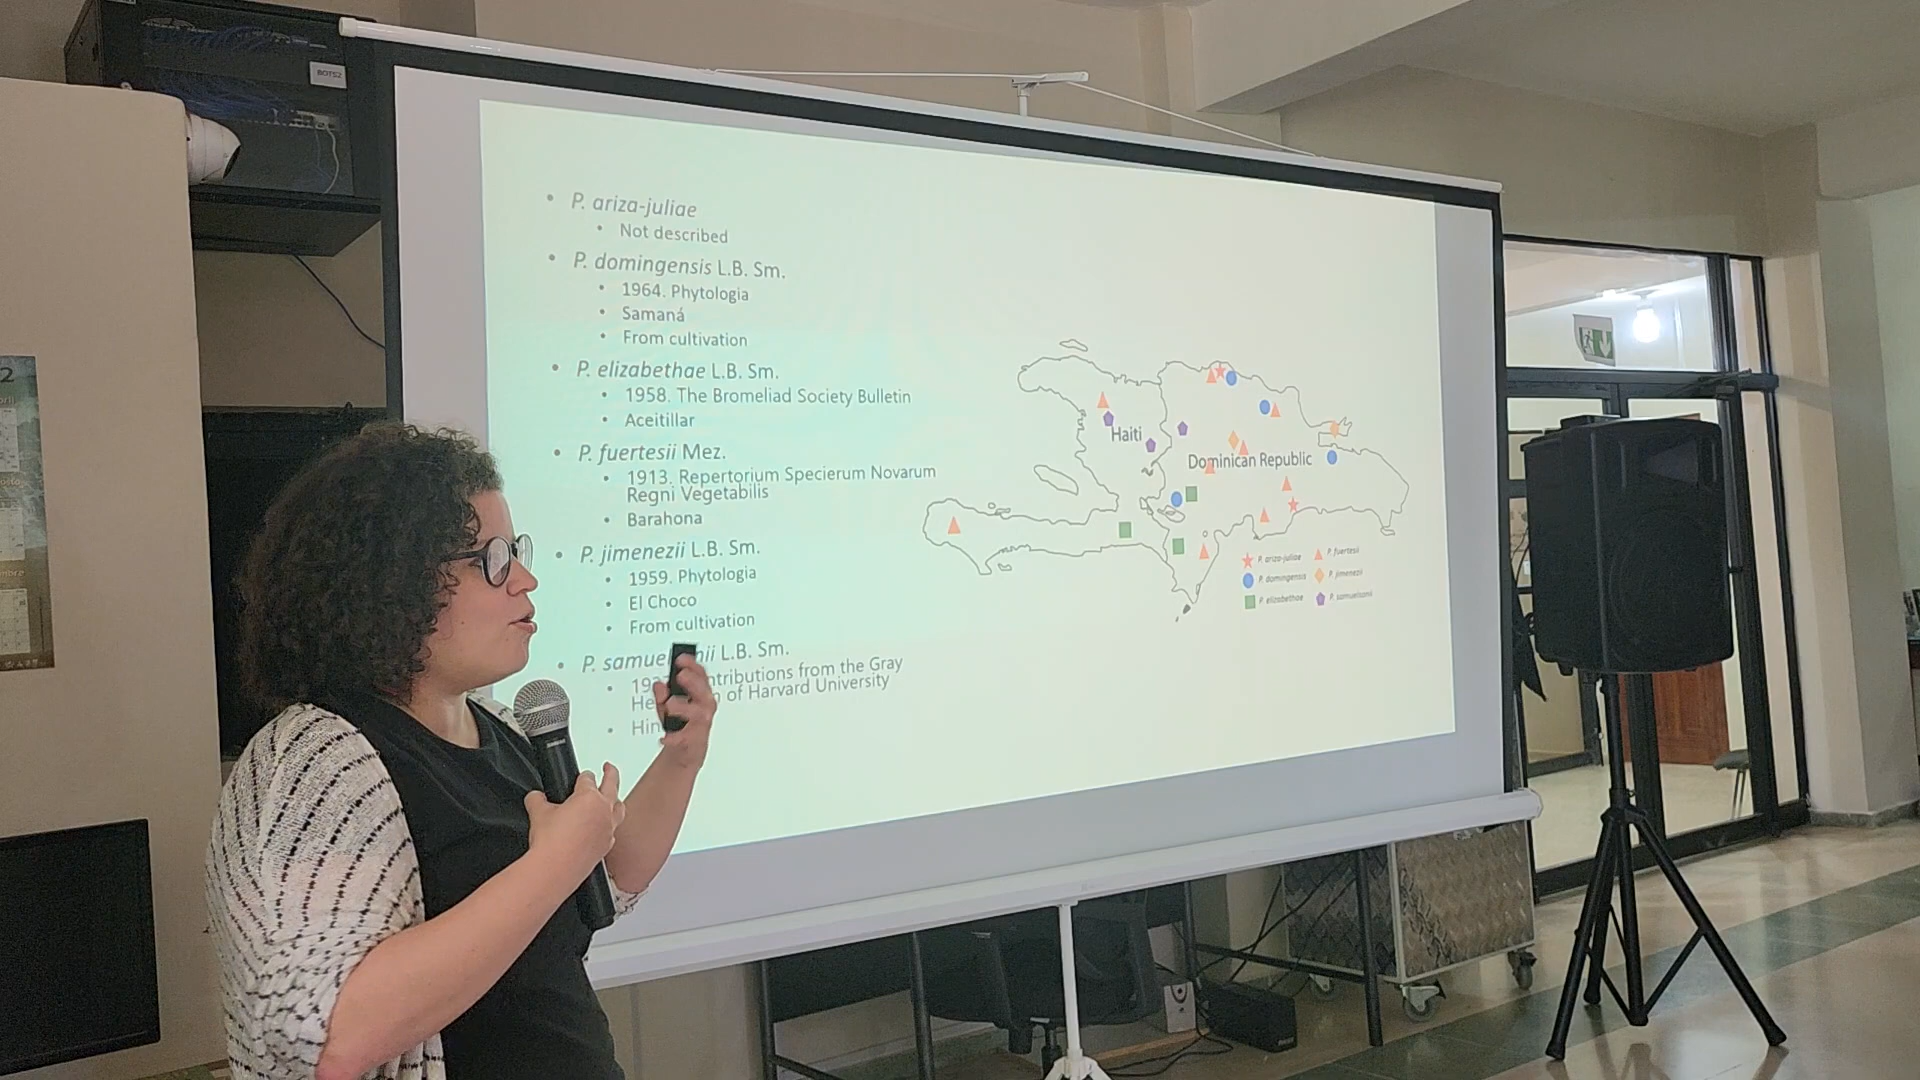 BOTS2
P. ariza-juliae
Not described
P. domingensis L.B. Sm.
1964. Phytologia
Samaná
From cultivation
P. elizabethae L.B. Sm.
1958. The Bromeliad Society Bulletin
Aceitillar
P. fuertesii Mez.
1913. Repertorium Specierum Novarum
Regni Vegetabilis
Barahona
P. jimenezii L.B. Sm.
1959. Phytologia
El Choco
From cultivation
P. L.B. Sm.
from the Gray
of Harvard University
Haiti
Dominican Republic
P. ariza-juliae
P. fuertesii
P. domingensis
P. jimenezii
P. elizabethae
P. samuelsonii
2